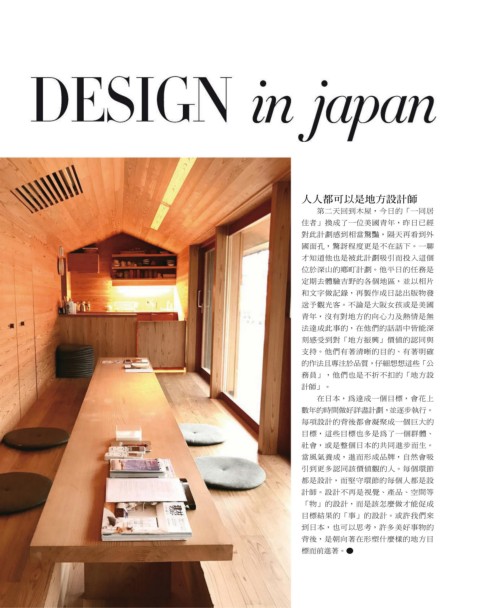 DESIGN in japan
人人都可以是地方設計師
第二天回到木屋，今日的「一同居
住者」換成了一位美國青年，昨日已經
對此計劃感到相當驚豔，隔天再看到外
國面孔，驚訝程度更是不在話下。一聊
才知道他也是被此計劃吸引而投入這個
位於深山的鄉町計劃。他平日的任務是
定期去體驗吉野的各個地區，並以相片
和文字做記錄，再製作成日誌出版物發
送予觀光客。不論是大阪女孩或是美國
青年，沒有對地方的向心力及熱情是無
法達成此事的，在他們的話語中皆能深
刻感受到對「地方振興」價值的認同與
支持。他們有著清晰的目的、有著明確
的作法且專注於品質，仔細想想這些「公
務員」，他們也是不折不扣的「地方設
計師」。
在日本，為達成一個目標，會花上
數年的時間做好詳盡計劃，並逐步執行。
每項設計的背後都會凝聚成一個巨大的
目標，這些目標也多是為了一個群體、
社會，或是整個日本的共同進步而生。
當風氣養成，進而形成品牌，自然會吸
引到更多認同該價值觀的人。每個環節
都是設計，而堅守環節的每個人都是設
計師。設計不再是視覺、產品、空間等
「物」的設計，而是該怎麼做才能促成
目標結果的「事」的設計。或許我們來
到日本，也可以思考，許多美好事物的
背後，是朝向著在形塑什麼樣的地方目
標而前進著。●